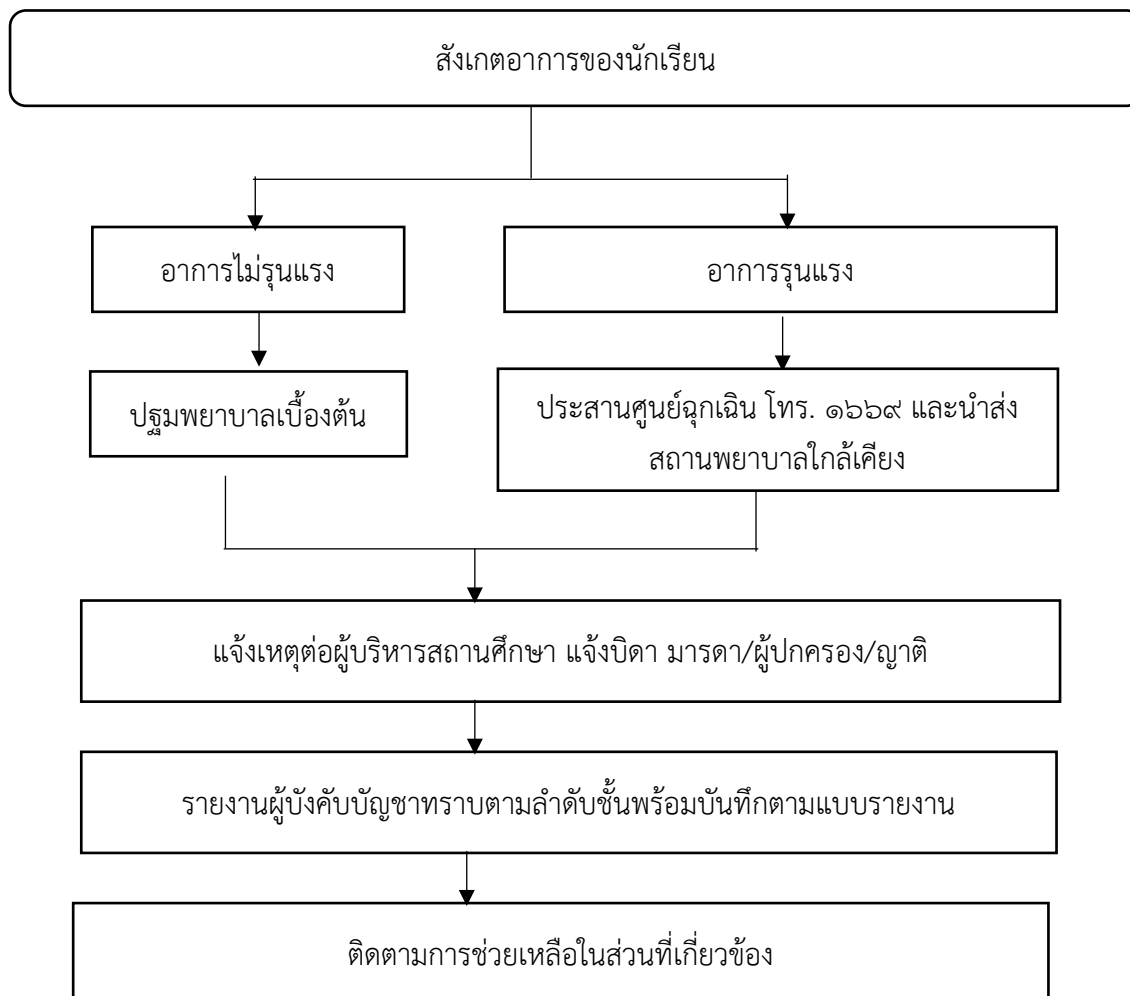 สังเกตอาการของนักเรียน
อาการไม่รุนแรง
อาการรุนแรง
ปฐมพยาบาลเบื้องต้น
ประสานศูนย์ฉุกเฉิน โทร. ๑๖๖๙ และนำส่ง
สถานพยาบาลใกล้เคียง
แจ้งเหตุต่อผู้บริหารสถานศึกษา แจ้งบิดา มารดา/ผู้ปกครอง/ญาติ
รายงานผู้บังคับบัญชาทราบตามลำดับชั้นพร้อมบันทึกตามแบบรายงาน
ติดตามการช่วยเหลือในส่วนที่เกี่ยวข้อง